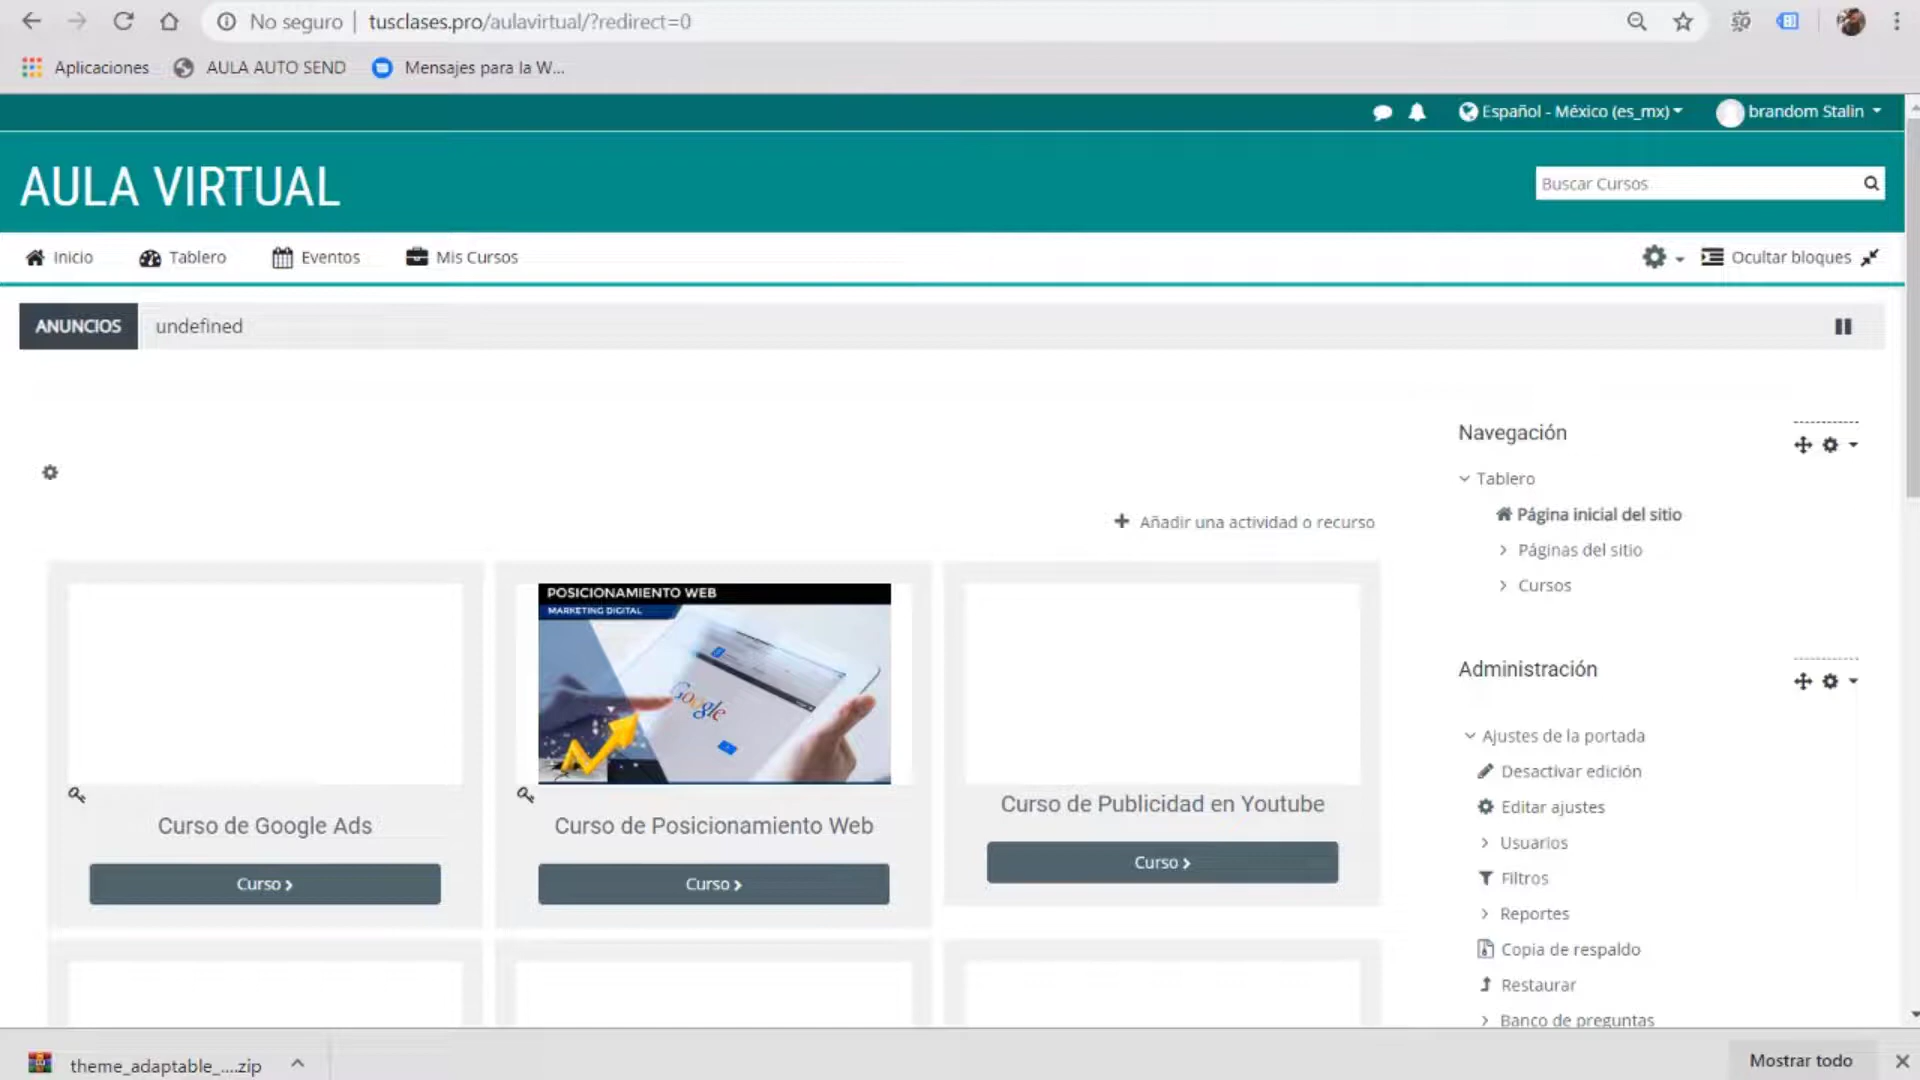 No seguro | tusclases.pro/aulavirtual/?redirect=0
Aplicaciones AULA AUTO SEND Mensajes para la W...
Español - México (es_mx) brandom Stalin
AULA VIRTUAL
Buscar Cursos
Inicio Tablero Eventos Mis Cursos Ocultar bloques
ANUNCIOS undefined
Navegación
Tablero
Página inicial del sitio
Páginas del sitio
Cursos
Añadir una actividad o recurso
POSICIONAMIENTO WEB
MARKETING DIGITAL
Google
Curso de Google Ads
Curso
Curso de Posicionamiento Web
Curso
Curso de Publicidad en Youtube
Curso
Administración
Ajustes de la portada
Desactivar edición
Editar ajustes
Usuarios
Filtros
Reportes
Copia de respaldo
Restaurar
Banco de preguntas
theme_adaptable_....zip
Mostrar todo